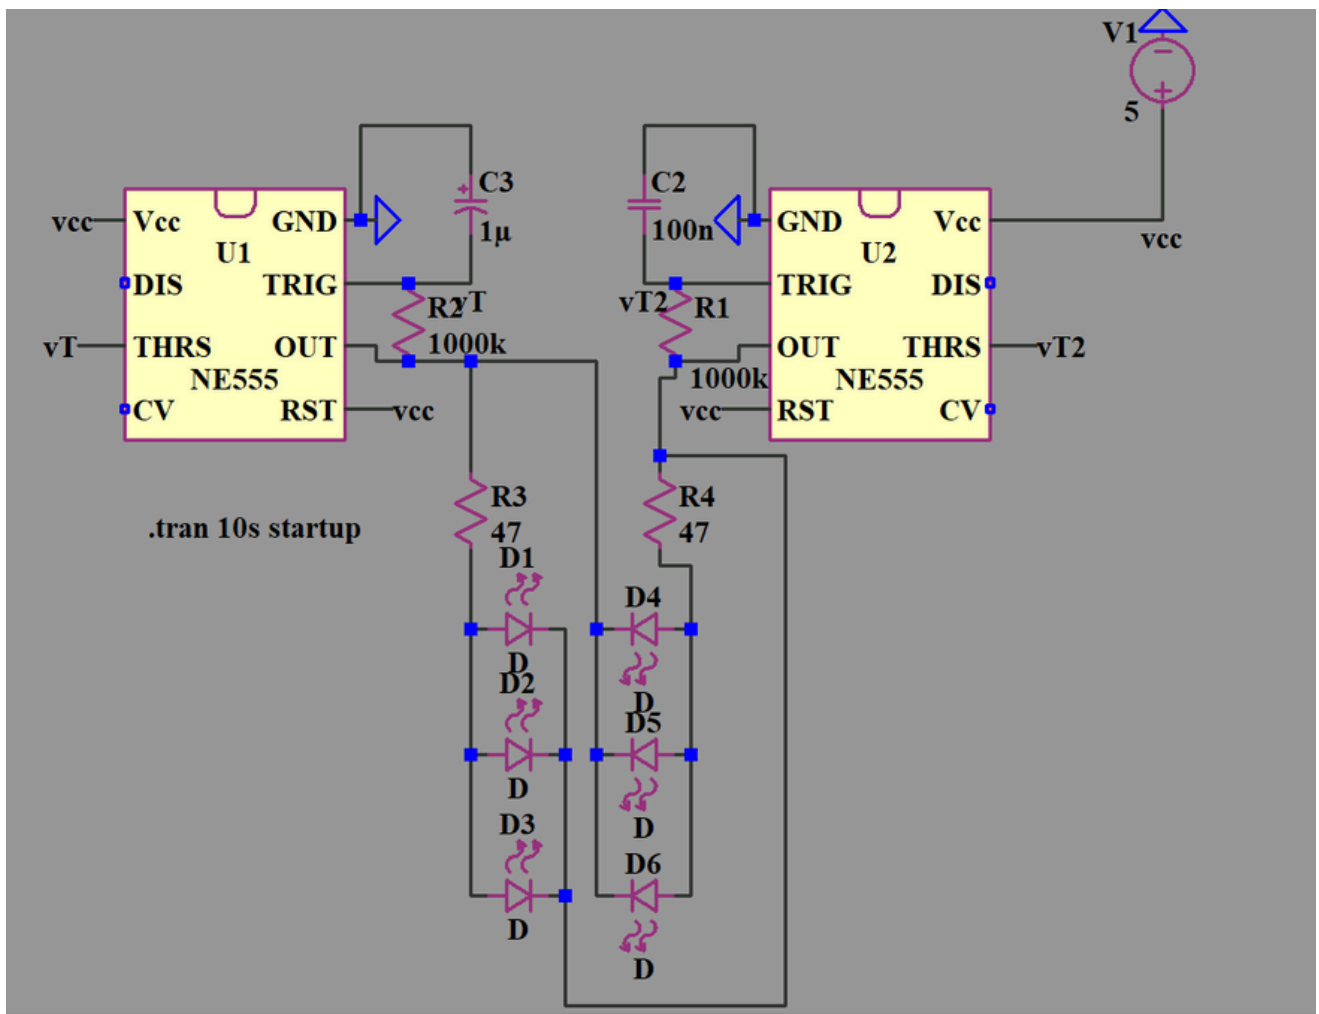 V1
5
vcc
C3
1µ
C2
100n
vcc
Vcc
GND
U1
DIS
TRIG
vT
THRS
OUT
NE555
CV
RST
vcc
R2
vT
1000k
vT2
R1
1000k
GND
Vcc
U2
TRIG
DIS
OUT
THRS
vT2
NE555
vcc
RST
CV
.tran 10s startup
R3
47
R4
47
D1
D
D2
D
D3
D
D4
D
D5
D
D6
D